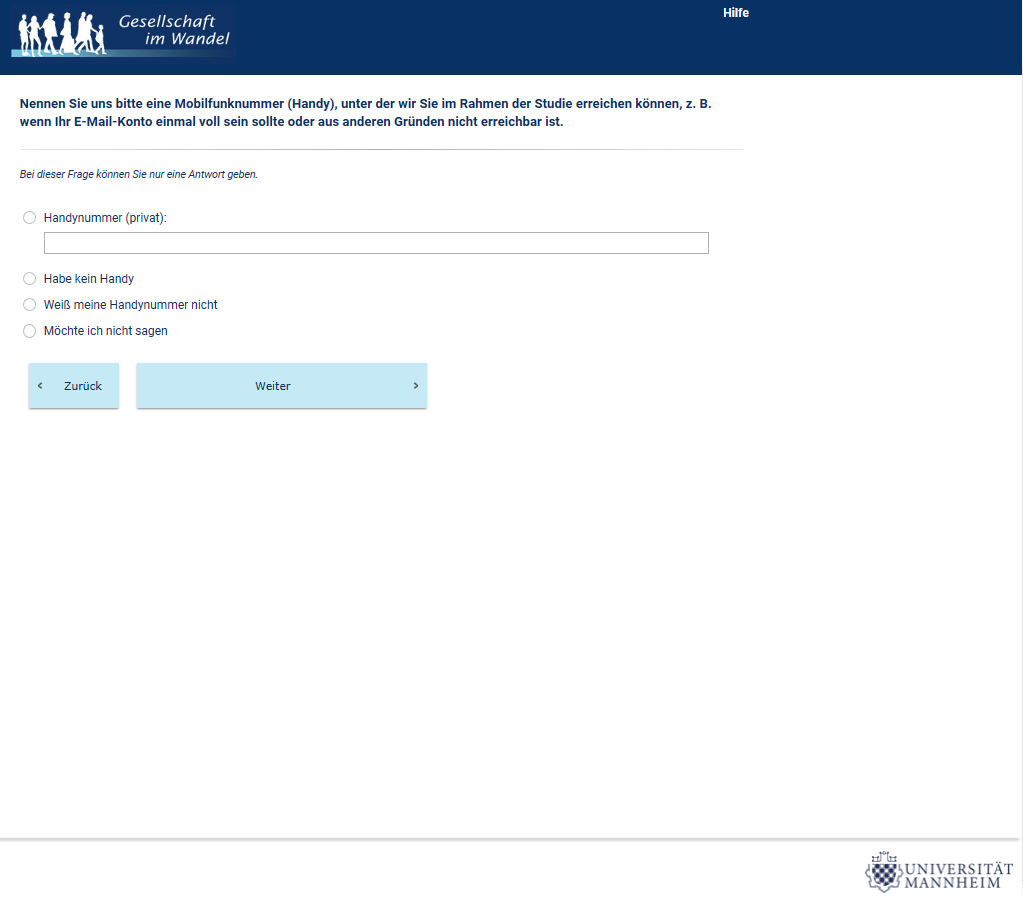 Gesellschaft
im Wandel
Hilfe
Nennen Sie uns bitte eine Mobilfunknummer (Handy), unter der wir Sie im Rahmen der Studie erreichen können, z. B.
wenn Ihr E-Mail-Konto einmal voll sein sollte oder aus anderen Gründen nicht erreichbar ist.
Bei dieser Frage können Sie nur eine Antwort geben.
Handynummer (privat):
Habe kein Handy
Weiß meine Handynummer nicht
Möchte ich nicht sagen
‹ Zurück
Weiter ›
UNIVERSITÄT
MANNHEIM